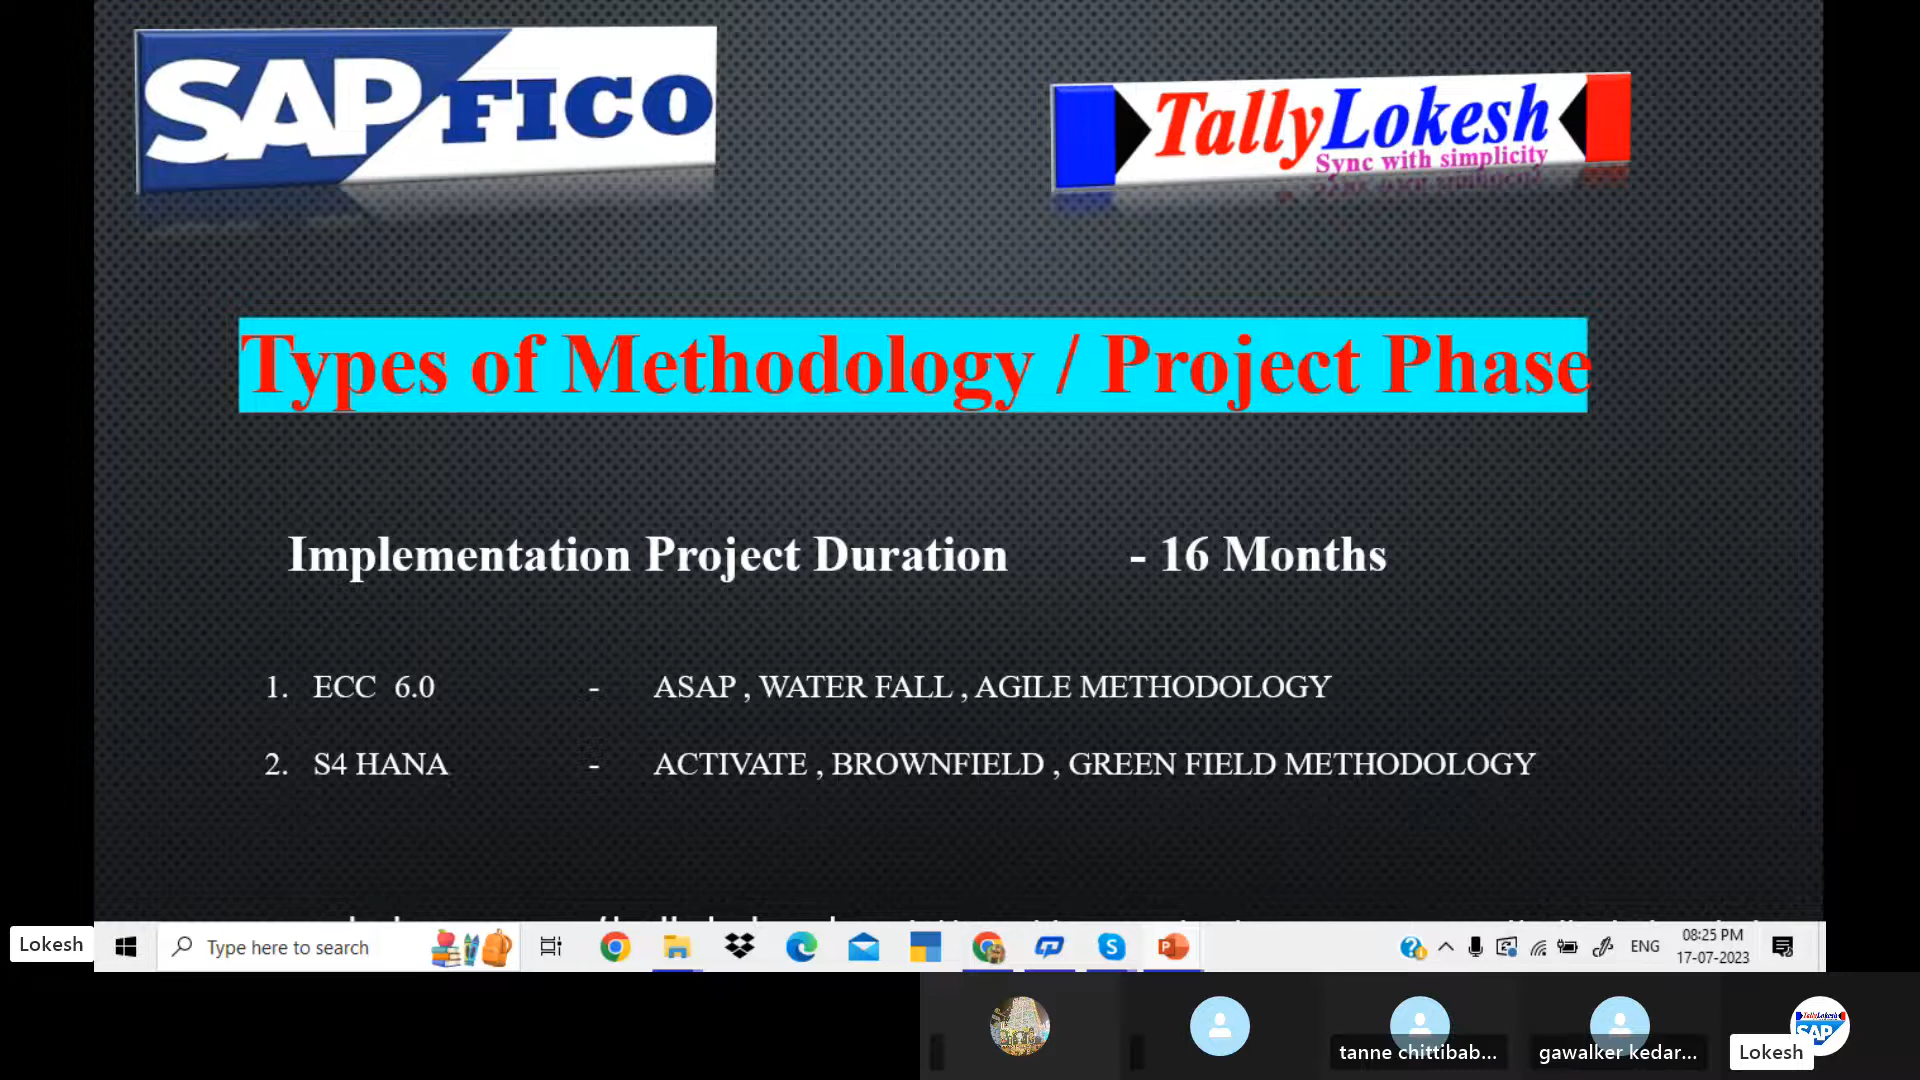 SAP FICO
TallyLokesh
Sync with simplicity
Types of Methodology / Project Phase
Implementation Project Duration - 16 Months
1. ECC 6.0 - ASAP , WATER FALL , AGILE METHODOLOGY
2. S4 HANA - ACTIVATE , BROWNFIELD , GREEN FIELD METHODOLOGY
Lokesh
Type here to search
ENG
08:25 PM
17-07-2023
tanne chittibab...
gawalker kedar...
Lokesh
TallyLokesh
SAP